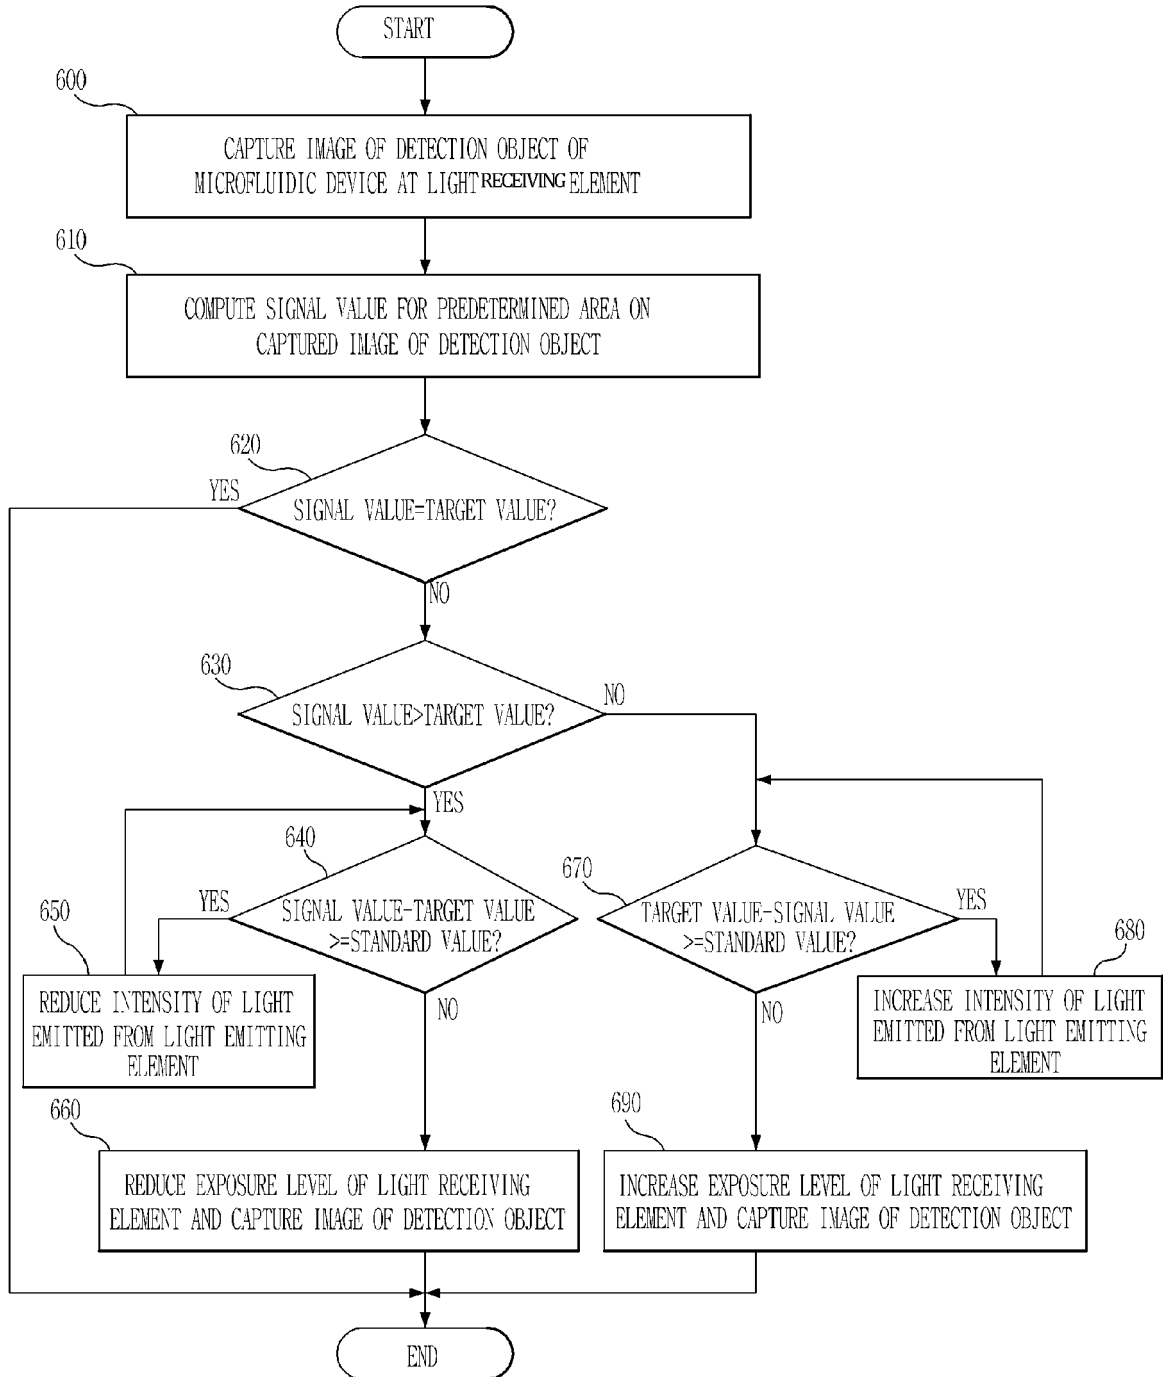 START
600
CAPTURE IMAGE OF DETECTION OBJECT OF
MICROFLUIDIC DEVICE AT LIGHT RECEIVING ELEMENT
610
COMPUTE SIGNAL VALUE FOR PREDETERMINED AREA ON
CAPTURED IMAGE OF DETECTION OBJECT
620
YES
SIGNAL VALUE=TARGET VALUE?
NO
630
NO
SIGNAL VALUE>TARGET VALUE?
YES
640
YES
SIGNAL VALUE-TARGET VALUE
>=STANDARD VALUE?
NO
650
REDUCE INTENSITY OF LIGHT
EMITTED FROM LIGHT EMITTING
ELEMENT
670
YES
TARGET VALUE-SIGNAL VALUE
>=STANDARD VALUE?
NO
680
INCREASE INTENSITY OF LIGHT
EMITTED FROM LIGHT EMITTING
ELEMENT
660
REDUCE EXPOSURE LEVEL OF LIGHT RECEIVING
ELEMENT AND CAPTURE IMAGE OF DETECTION OBJECT
690
INCREASE EXPOSURE LEVEL OF LIGHT RECEIVING
ELEMENT AND CAPTURE IMAGE OF DETECTION OBJECT
END